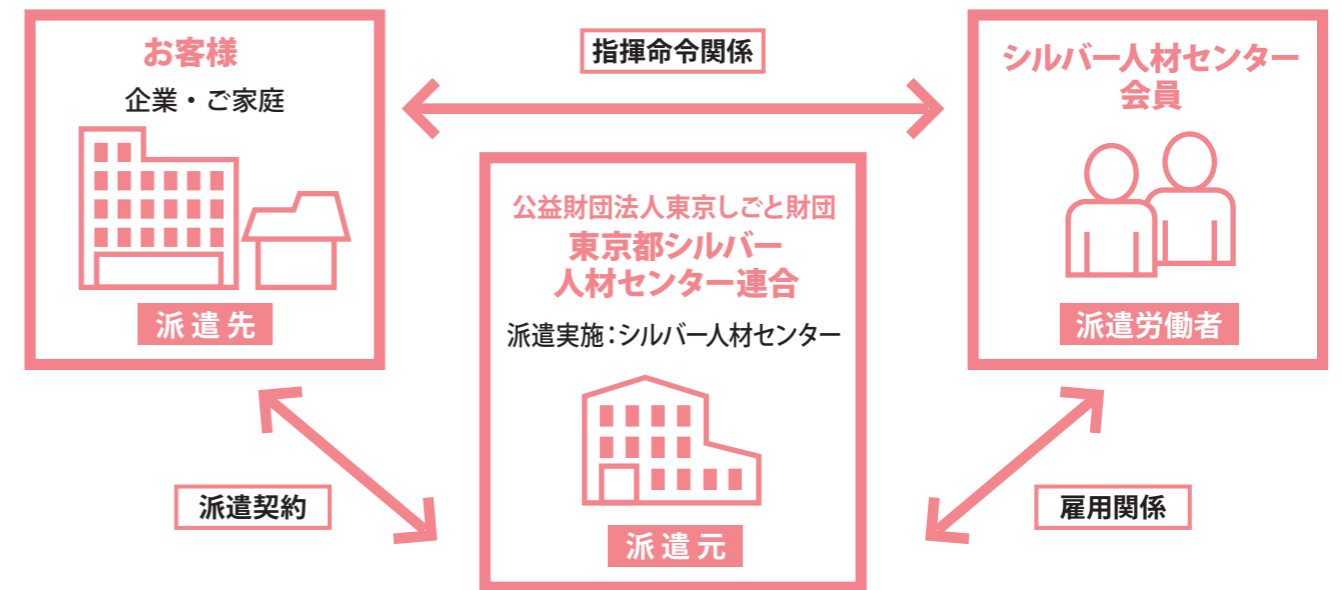 お客様
企業・ご家庭
派遣先
指揮命令関係
シルバー人材センター
会員
派遣労働者
公益財団法人東京しごと財団
東京都シルバー
人材センター連合
派遣実施：シルバー人材センター
派遣元
派遣契約
雇用関係